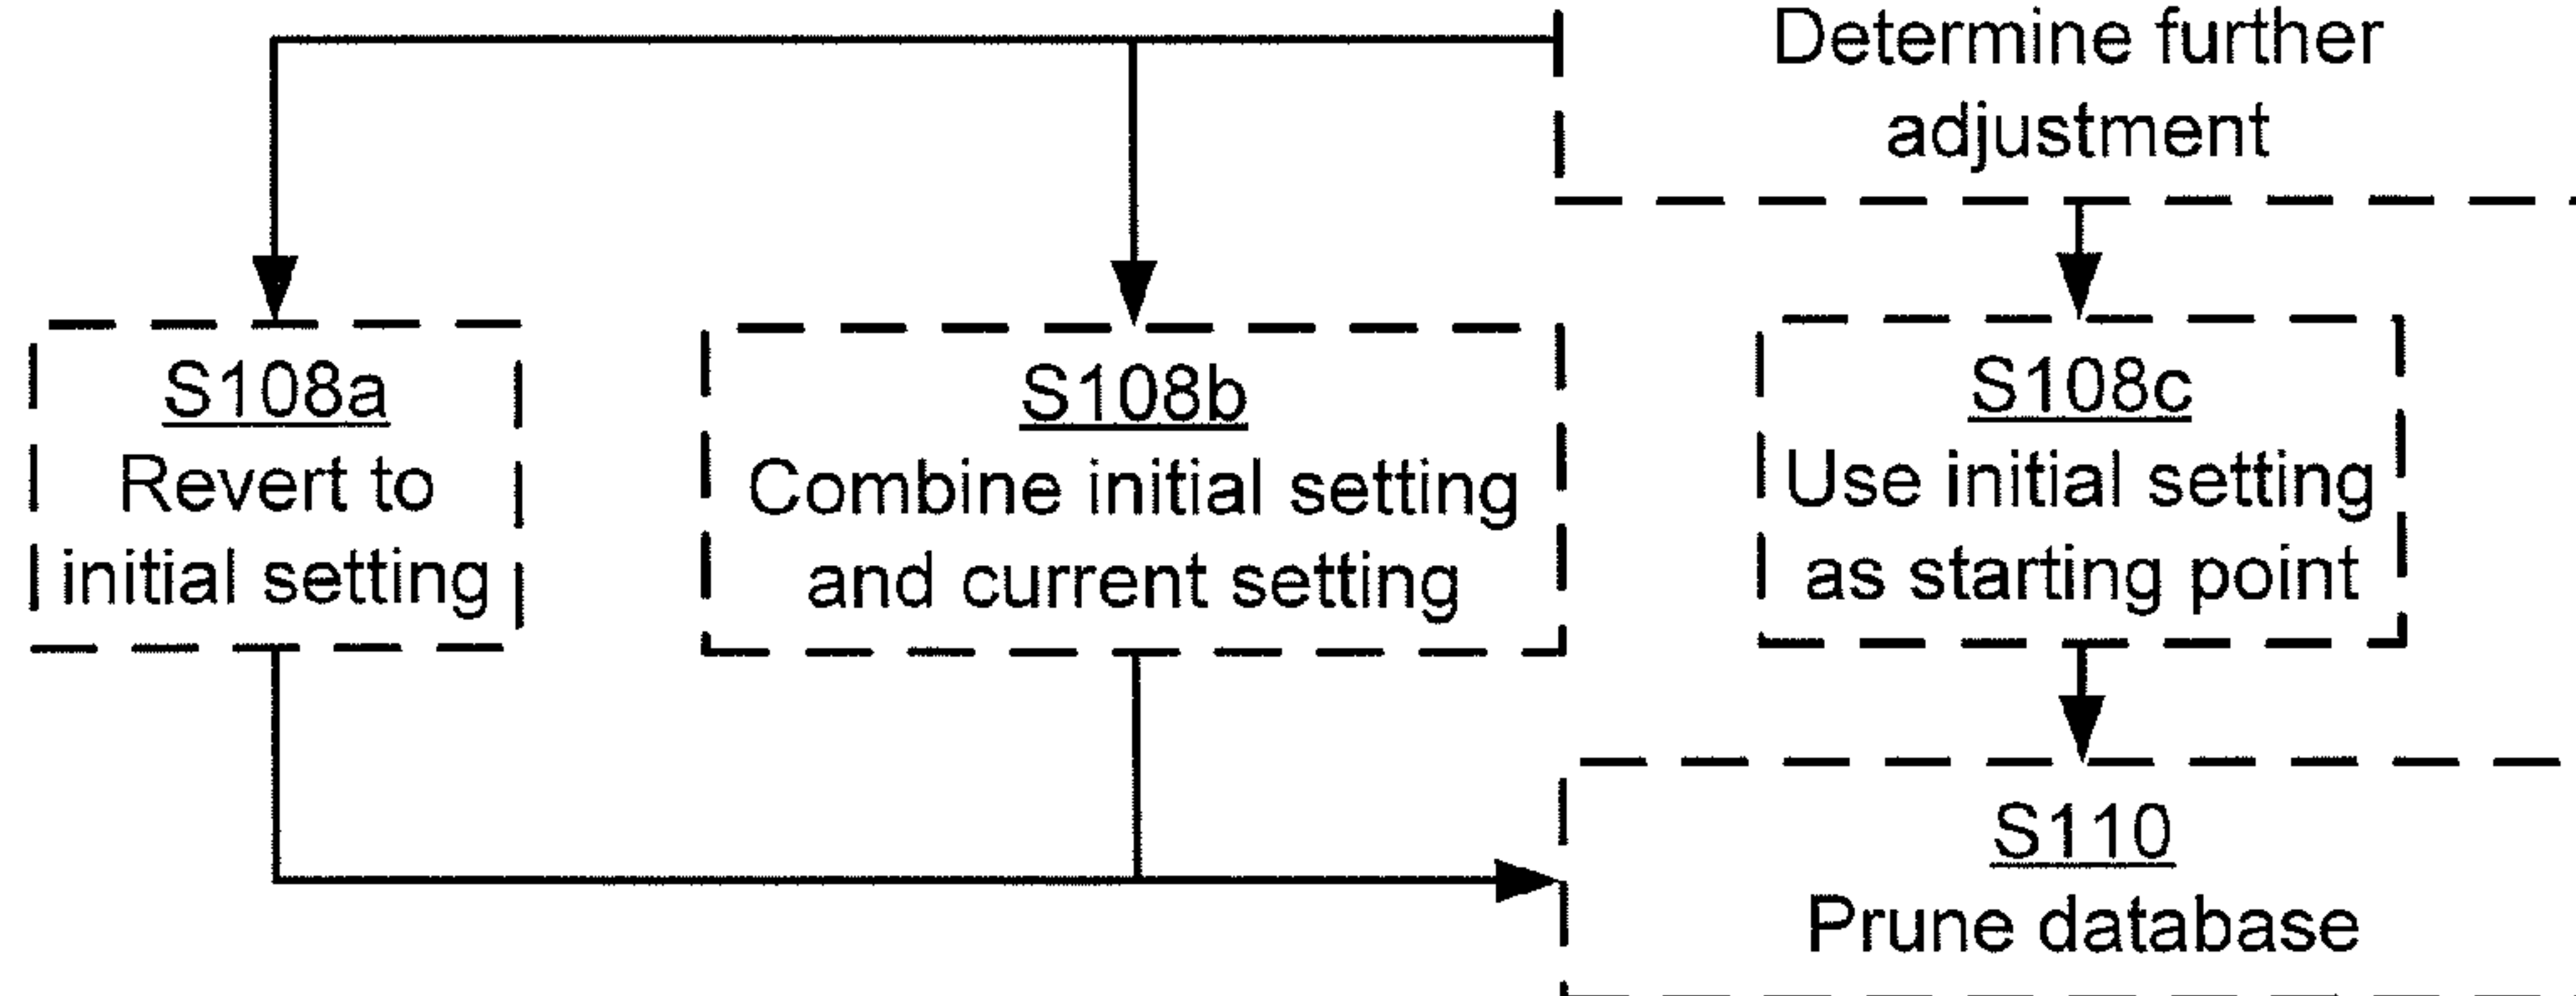 Determine further
adjustment
S108a
Revert to
initial setting
S108b
Combine initial setting
and current setting
S108c
Use initial setting
as starting point
S110
Prune database